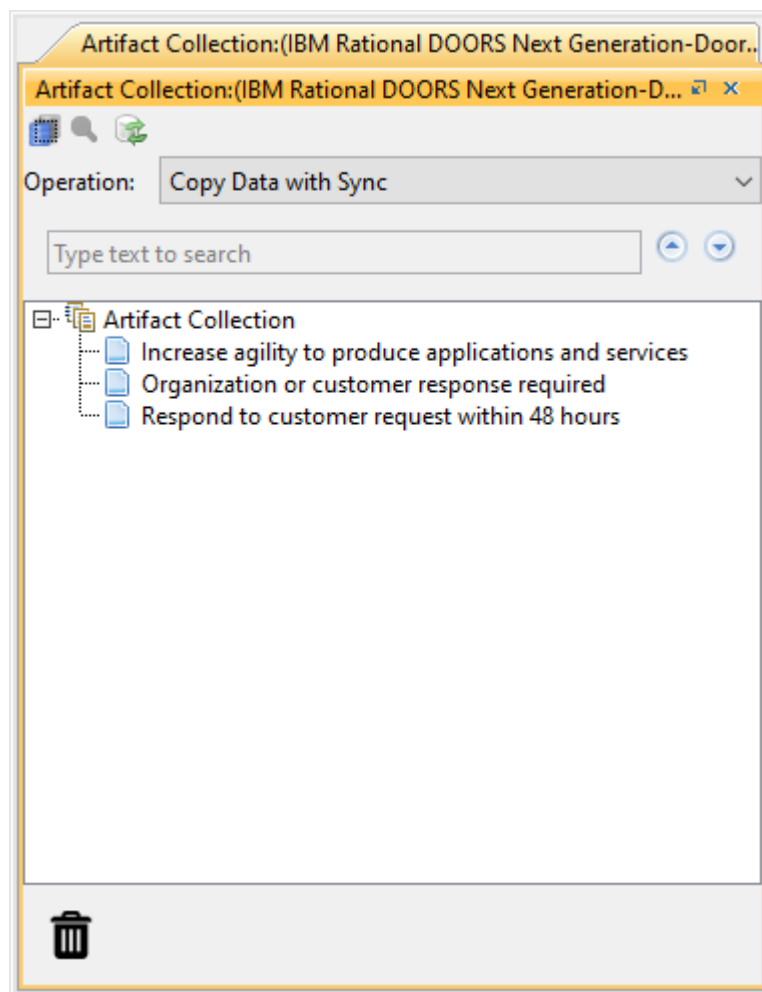 Artifact Collection:(IBM Rational DOORS Next Generation-Door..
Artifact Collection:(IBM Rational DOORS Next Generation-D...
Operation: Copy Data with Sync
Type text to search
Artifact Collection
Increase agility to produce applications and services
Organization or customer response required
Respond to customer request within 48 hours